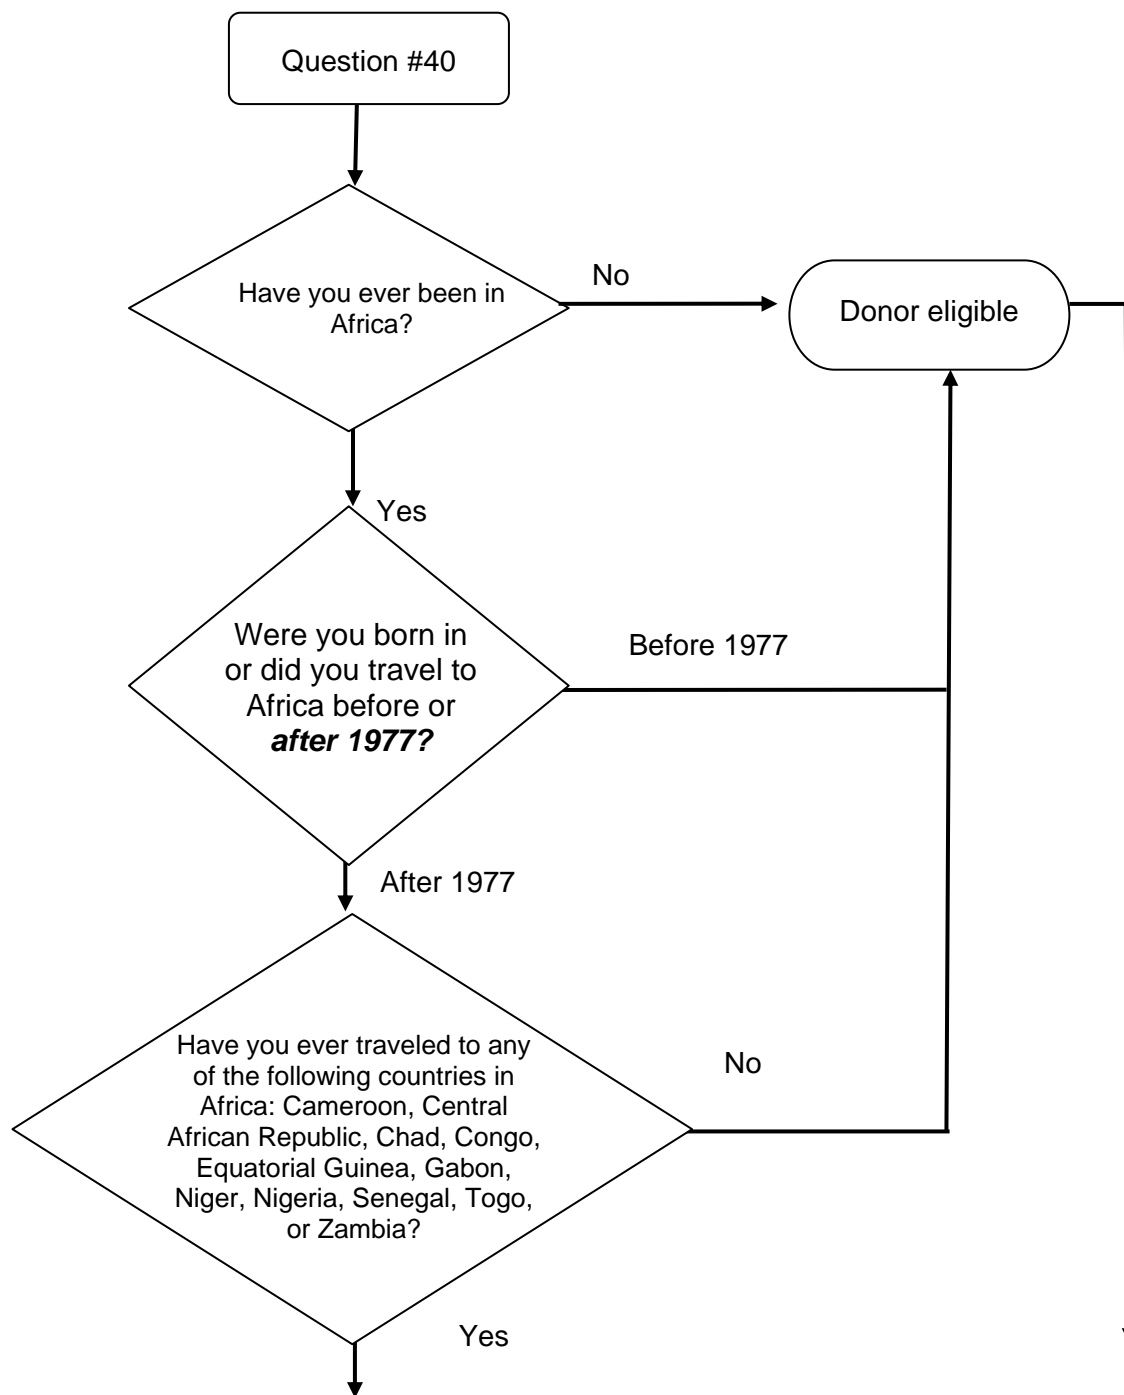 Question #40
Have you ever been in
Africa?
No
Donor eligible
Yes
Were you born in
or did you travel to
Africa before or
after 1977?
Before 1977
After 1977
Have you ever traveled to any
of the following countries in
Africa: Cameroon, Central
African Republic, Chad, Congo,
Equatorial Guinea, Gabon,
Niger, Nigeria, Senegal, Togo,
or Zambia?
No
Yes